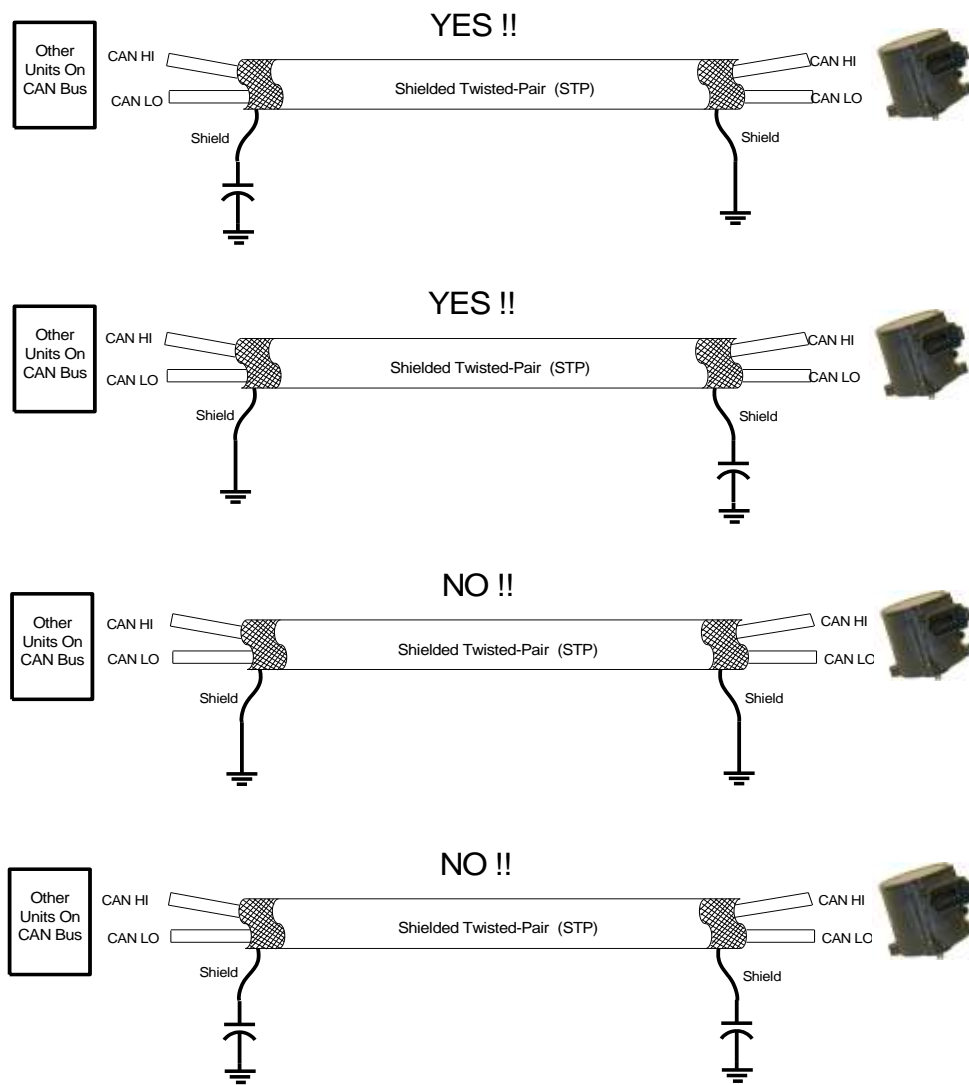 YES !!
Other
Units On
CAN Bus
CAN HI
CAN LO
Shielded Twisted-Pair (STP)
CAN HI
CAN LO
Shield
Shield
YES !!
Other
Units On
CAN Bus
CAN HI
CAN LO
Shielded Twisted-Pair (STP)
CAN HI
CAN LO
Shield
Shield
NO !!
Other
Units On
CAN Bus
CAN HI
CAN LO
Shielded Twisted-Pair (STP)
CAN HI
CAN LO
Shield
Shield
NO !!
Other
Units On
CAN Bus
CAN HI
CAN LO
Shielded Twisted-Pair (STP)
CAN HI
CAN LO
Shield
Shield